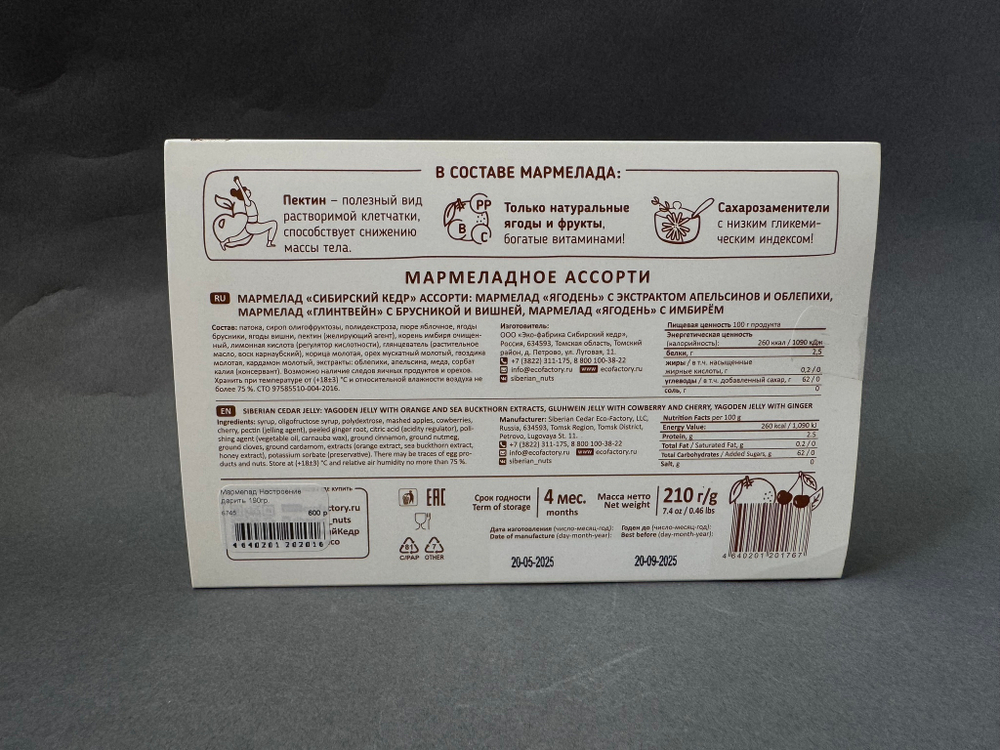 В СОСТАВЕ МАРМЕЛАДА:
Пектин – полезный вид
растворимой клетчатки,
способствует снижению
массы тела.
PP
B
C
Только натуральные
ягоды и фрукты,
богатые витаминами!
Сахарозаменители
с низким гликеми-
ческим индексом!
МАРМЕЛАДНОЕ АССОРТИ
RU
МАРМЕЛАД «СИБИРСКИЙ КЕДР» АССОРТИ: МАРМЕЛАД «ЯГОДЕНЬ» С ЭКСТРАКТОМ АПЕЛЬСИНОВ И ОБЛЕПИХИ,
МАРМЕЛАД «ГЛИНТВЕЙН» С БРУСНИКОЙ И ВИШНЕЙ, МАРМЕЛАД «ЯГОДЕНЬ» С ИМБИРЁМ
Состав: патока, сироп олигофруктозы, полидекстроза, пюре яблочное, ягоды
брусники, ягоды вишни, пектин (желирующий агент), корень имбиря очищен-
ный, лимонная кислота (регулятор кислотности), глянцеватель (растительное
масло, воск карнаубский), корица молотая, орех мускатный молотый, гвоздика
молотая, кардамон молотый, экстракты: облепихи, апельсина, меда, сорбат
калия (консервант). Возможно наличие следов яичных продуктов и орехов.
Хранить при температуре от (+18±3) °С и относительной влажности воздуха не
более 75 %. СТО 97585510-004-2016.
Изготовитель:
ООО «Эко-фабрика Сибирский кедр»,
Россия, 634593, Томская область, Томский
район, д. Петрово, ул. Луговая, 11.
+7 (3822) 311-175, 8 800 100-38-22
info@ecofactory.ru www ecofactory.ru
siberian_nuts
Пищевая ценность 100 г продукта
Энергетическая ценность
(калорийность): 260 ккал / 1090 кДж
белки, г 2,5
жиры / в т.ч. насыщенные
жирные кислоты, г 0,2 / 0
углеводы / в т.ч. добавленный сахар, г 62 / 0
соль, г 0
EN
SIBERIAN CEDAR JELLY: YAGODEN JELLY WITH ORANGE AND SEA BUCKTHORN EXTRACTS, GLUHWEIN JELLY WITH COWBERRY AND CHERRY, YAGODEN JELLY WITH GINGER
Ingredients: syrup, oligofructose syrup, polydextrose, mashed apples, cowberries,
cherry, pectin (jelling agent), peeled ginger root, citric acid (acidity regulator), poli-
shing agent (vegetable oil, carnauba wax), ground cinnamon, ground nutmeg,
ground cloves, ground cardamom, extracts (orange extract, sea buckthorn extract,
honey extract), potassium sorbate (preservative). There may be traces of egg pro-
ducts and nuts. Store at (+18±3) °C and relative air humidity no more than 75 %.
Manufacturer: Siberian Cedar Eco-Factory, LLC,
Russia, 634593, Tomsk Region, Tomsk District,
Petrovo, Lugovaya St. 11.
+7 (3822) 311-175, 8 800 100-38-22
info@ecofactory.ru www ecofactory.ru
siberian_nuts
Nutrition Facts per 100 g
Energy Value: 260 kcal / 1,090 kJ
Protein, g 2.5
Total Fat / Saturated Fat, g 0.2 / 0
Total Carbohydrates / Added Sugars, g 62 / 0
Salt, g 0
Мармелад Настроение
дарить 190гр.
6745 600 р
4640201 202016
КУПИТЬ
ctory.ru
_nuts
йКедр
co
EAC
81
C/PAP
7
OTHER
Срок годности
Term of storage
4 мес.
months
Масса нетто
Net weight
210 г/g
7.4 oz / 0.46 lbs
Дата изготовления (число-месяц-год):
Date of manufacture (day-month-year):
Годен до (число-месяц-год):
Best before (day-month-year):
20-05-2025
20-09-2025
4 640201 201767